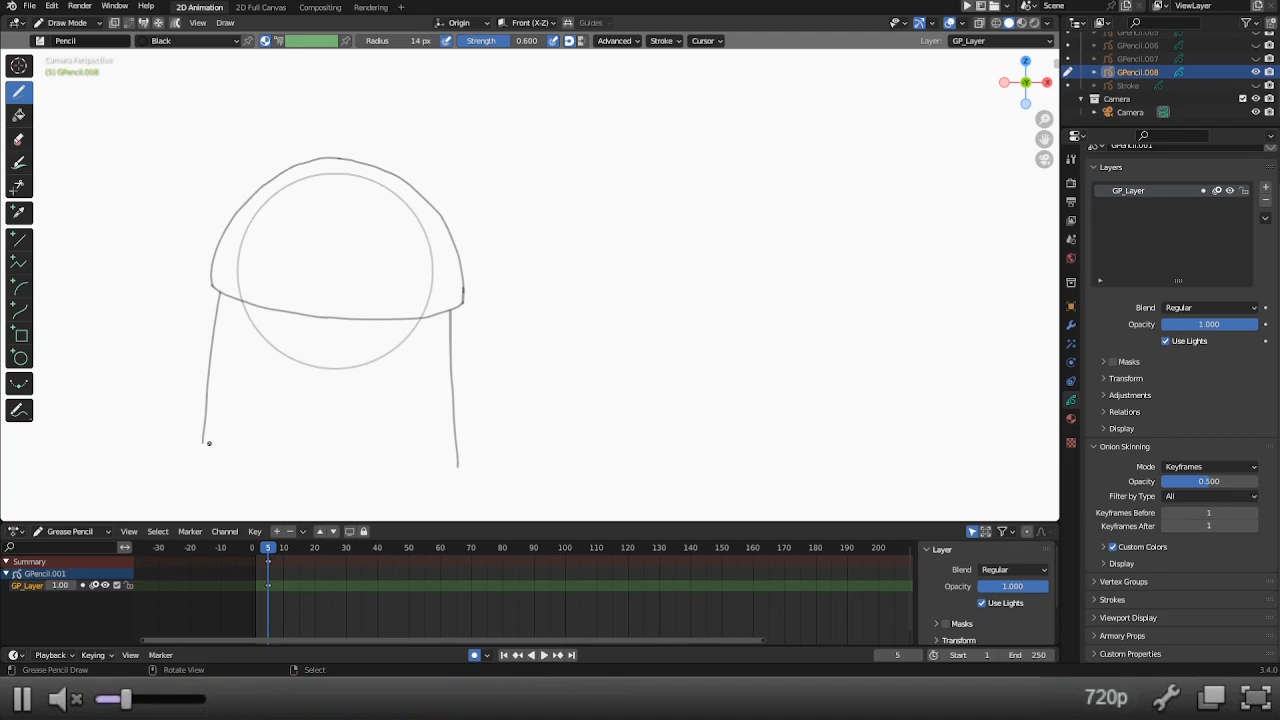 File Edit Render Window Help 2D Animation 2D Full Canvas Compositing Rendering + Scene ViewLayer
Draw Mode View Draw Origin Front (X-Z) Guides
Pencil Black Radius 14 px Strength 0.600 Advanced Stroke Cursor Layer: GP_Layer
Camera Perspective
(5) GPencil.008
Z
X
-Y
GPencil.006
GPencil.007
GPencil.008
Stroke
Camera
Camera
GPencil.001
Layers
GP_Layer
Blend Regular
Opacity 1.000
Use Lights
Masks
Transform
Adjustments
Relations
Display
Onion Skinning
Mode Keyframes
Opacity 0.500
Filter by Type All
Keyframes Before 1
Keyframes After 1
Custom Colors
Display
Vertex Groups
Strokes
Viewport Display
Armory Props
Custom Properties
Grease Pencil View Select Marker Channel Key
-30 -20 -10 0 5 10 20 30 40 50 60 70 80 90 100 110 120 130 140 150 160 170 180 190 200
Summary
GPencil.001
GP_Layer 1.00
Layer
Blend Regular
Opacity 1.000
Use Lights
Masks
Transform
Playback Keying View Marker 5 Start 1 End 250
Grease Pencil Draw Rotate View Select 3.4.0
720p